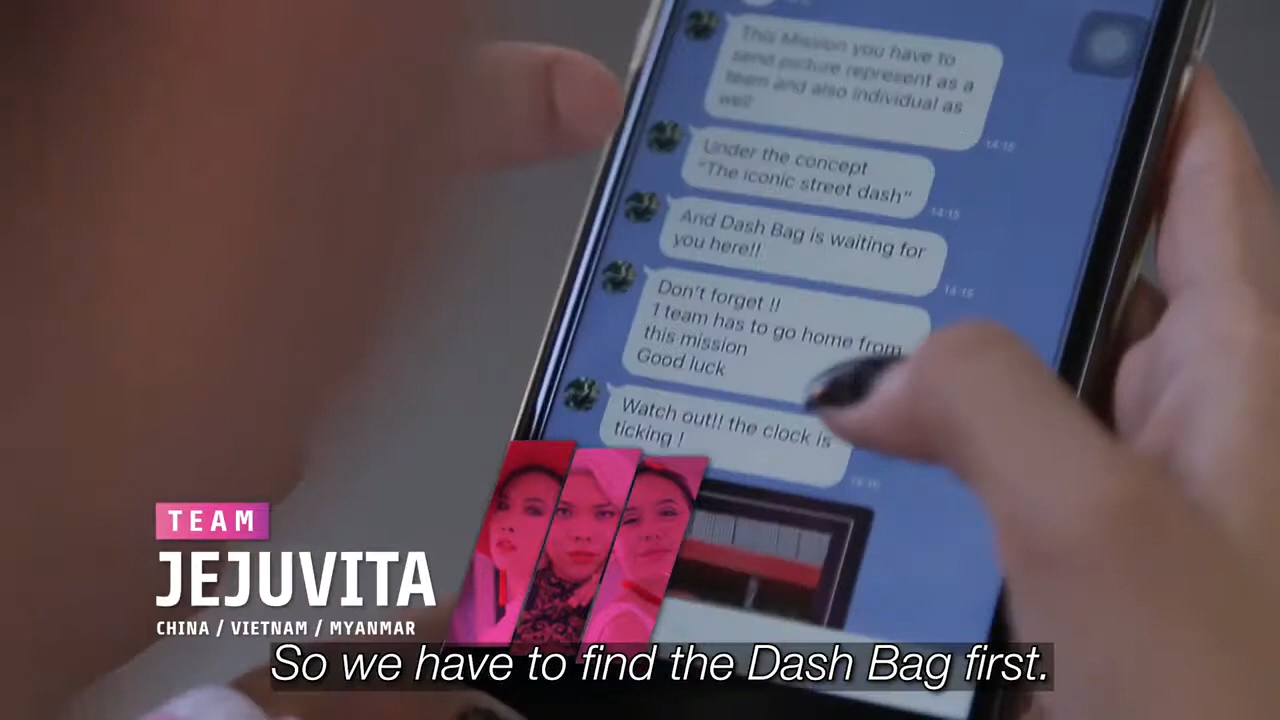 This Mission you have to
send picture represent as a
team and also individual as
well
14:15
Under the concept
"The iconic street dash"
14:15
And Dash Bag is waiting for
you here!!
14:15
Don't forget !!
1 team has to go home from
this mission
Good luck
Watch out!! the clock is
ticking !
TEAM
JEJUVITA
CHINA / VIETNAM / MYANMAR
So we have to find the Dash Bag first.